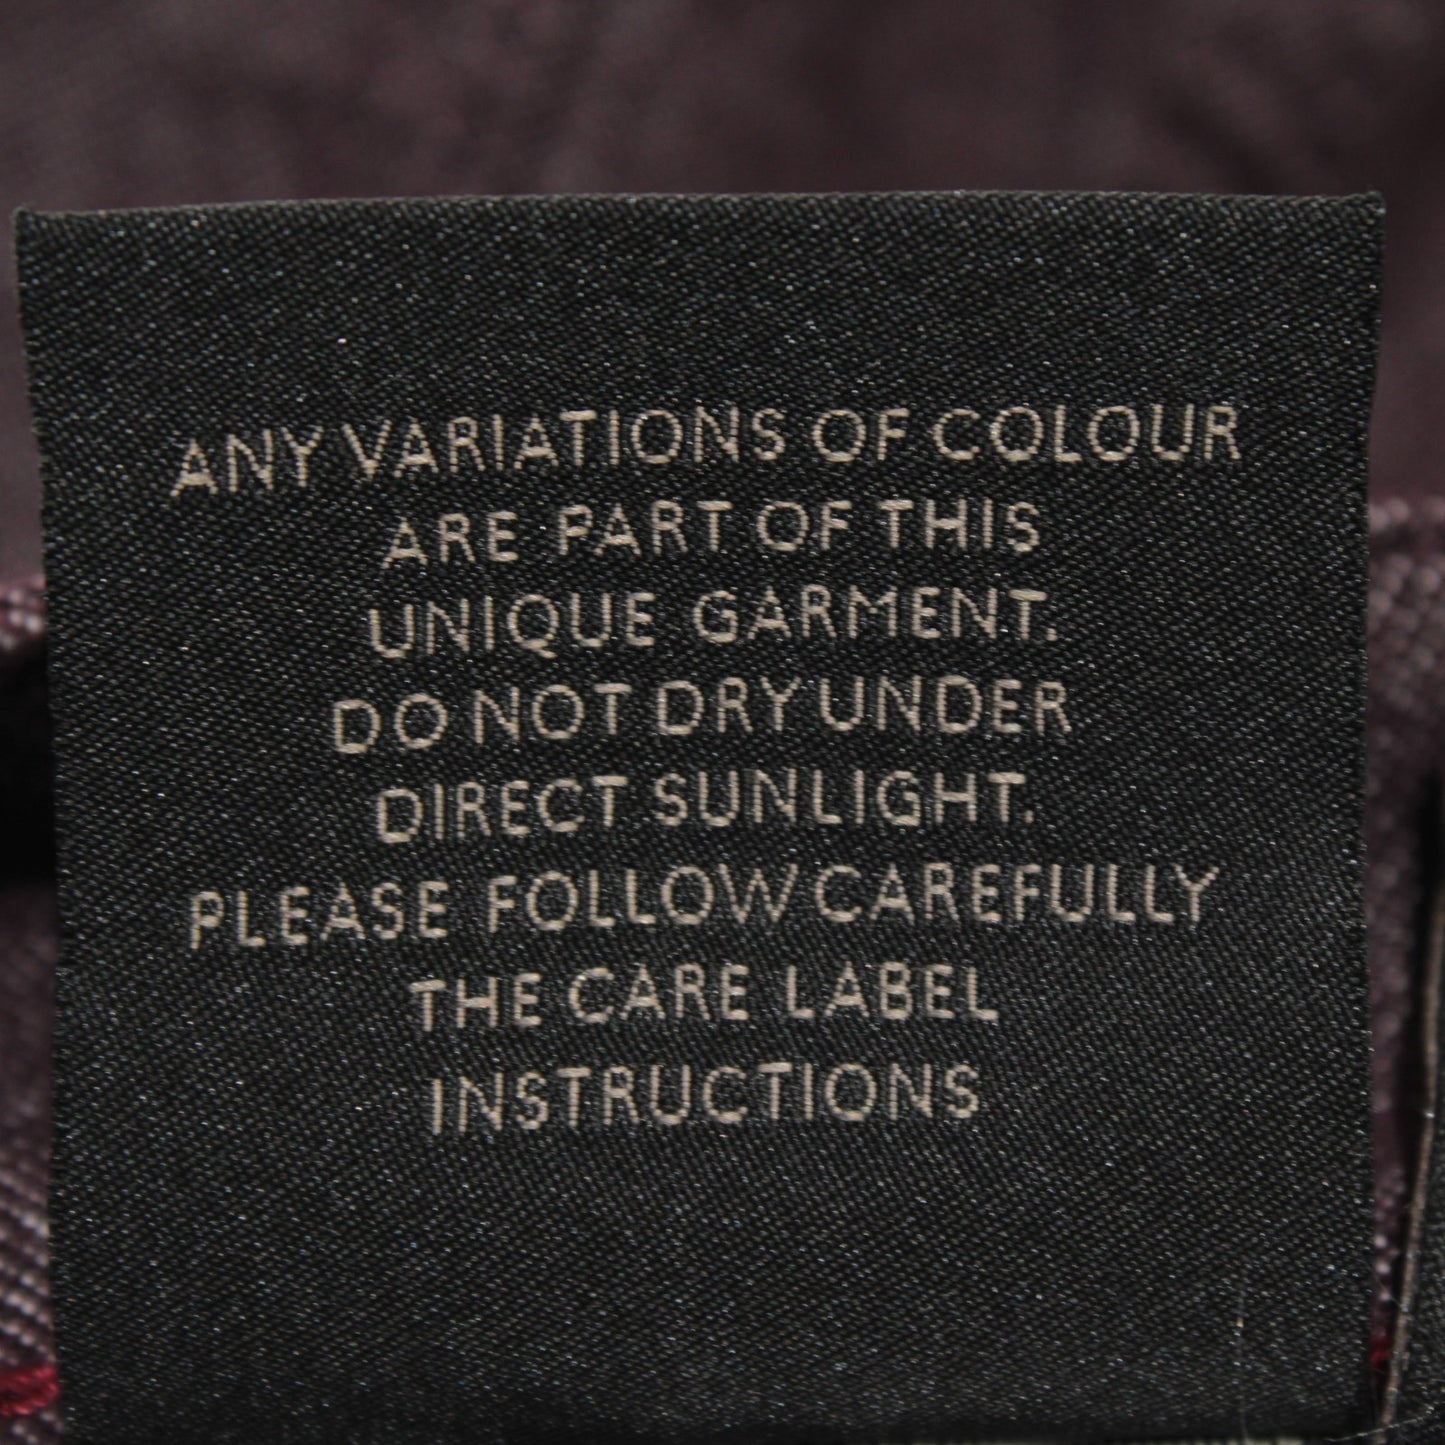 ANY VARIATIONS OF COLOUR
ARE PART OF THIS
UNIQUE GARMENT.
DO NOT DRY UNDER
DIRECT SUNLIGHT.
PLEASE FOLLOW CAREFULLY
THE CARE LABEL
INSTRUCTIONS